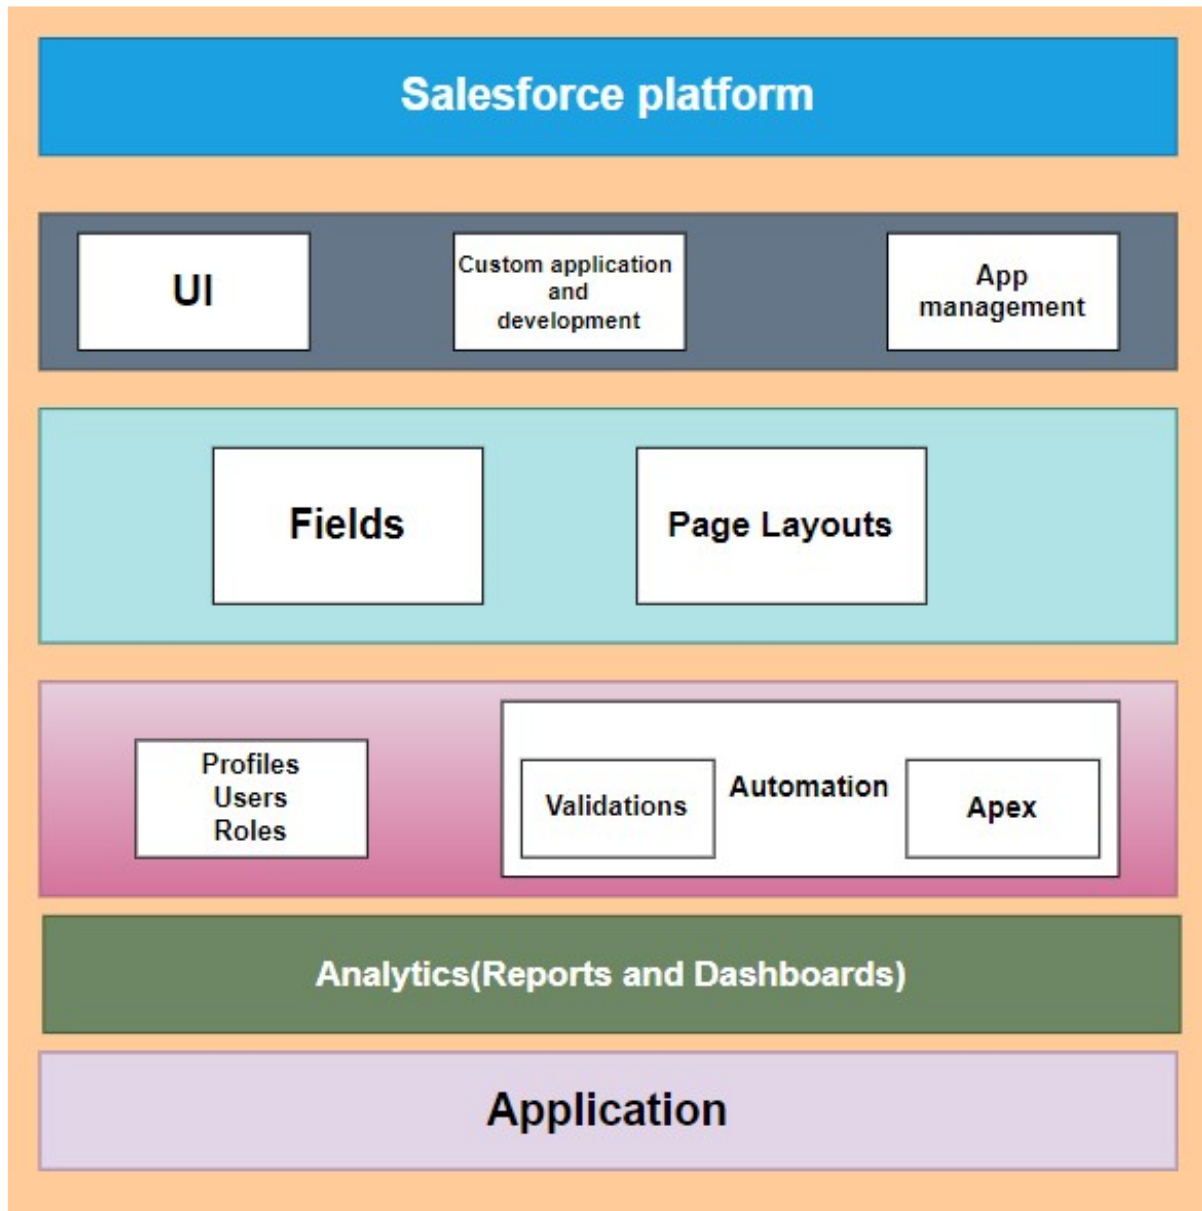 Salesforce platform
UI
Custom application
and
development
App
management
Fields
Page Layouts
Profiles
Users
Roles
Validations
Automation
Apex
Analytics(Reports and Dashboards)
Application